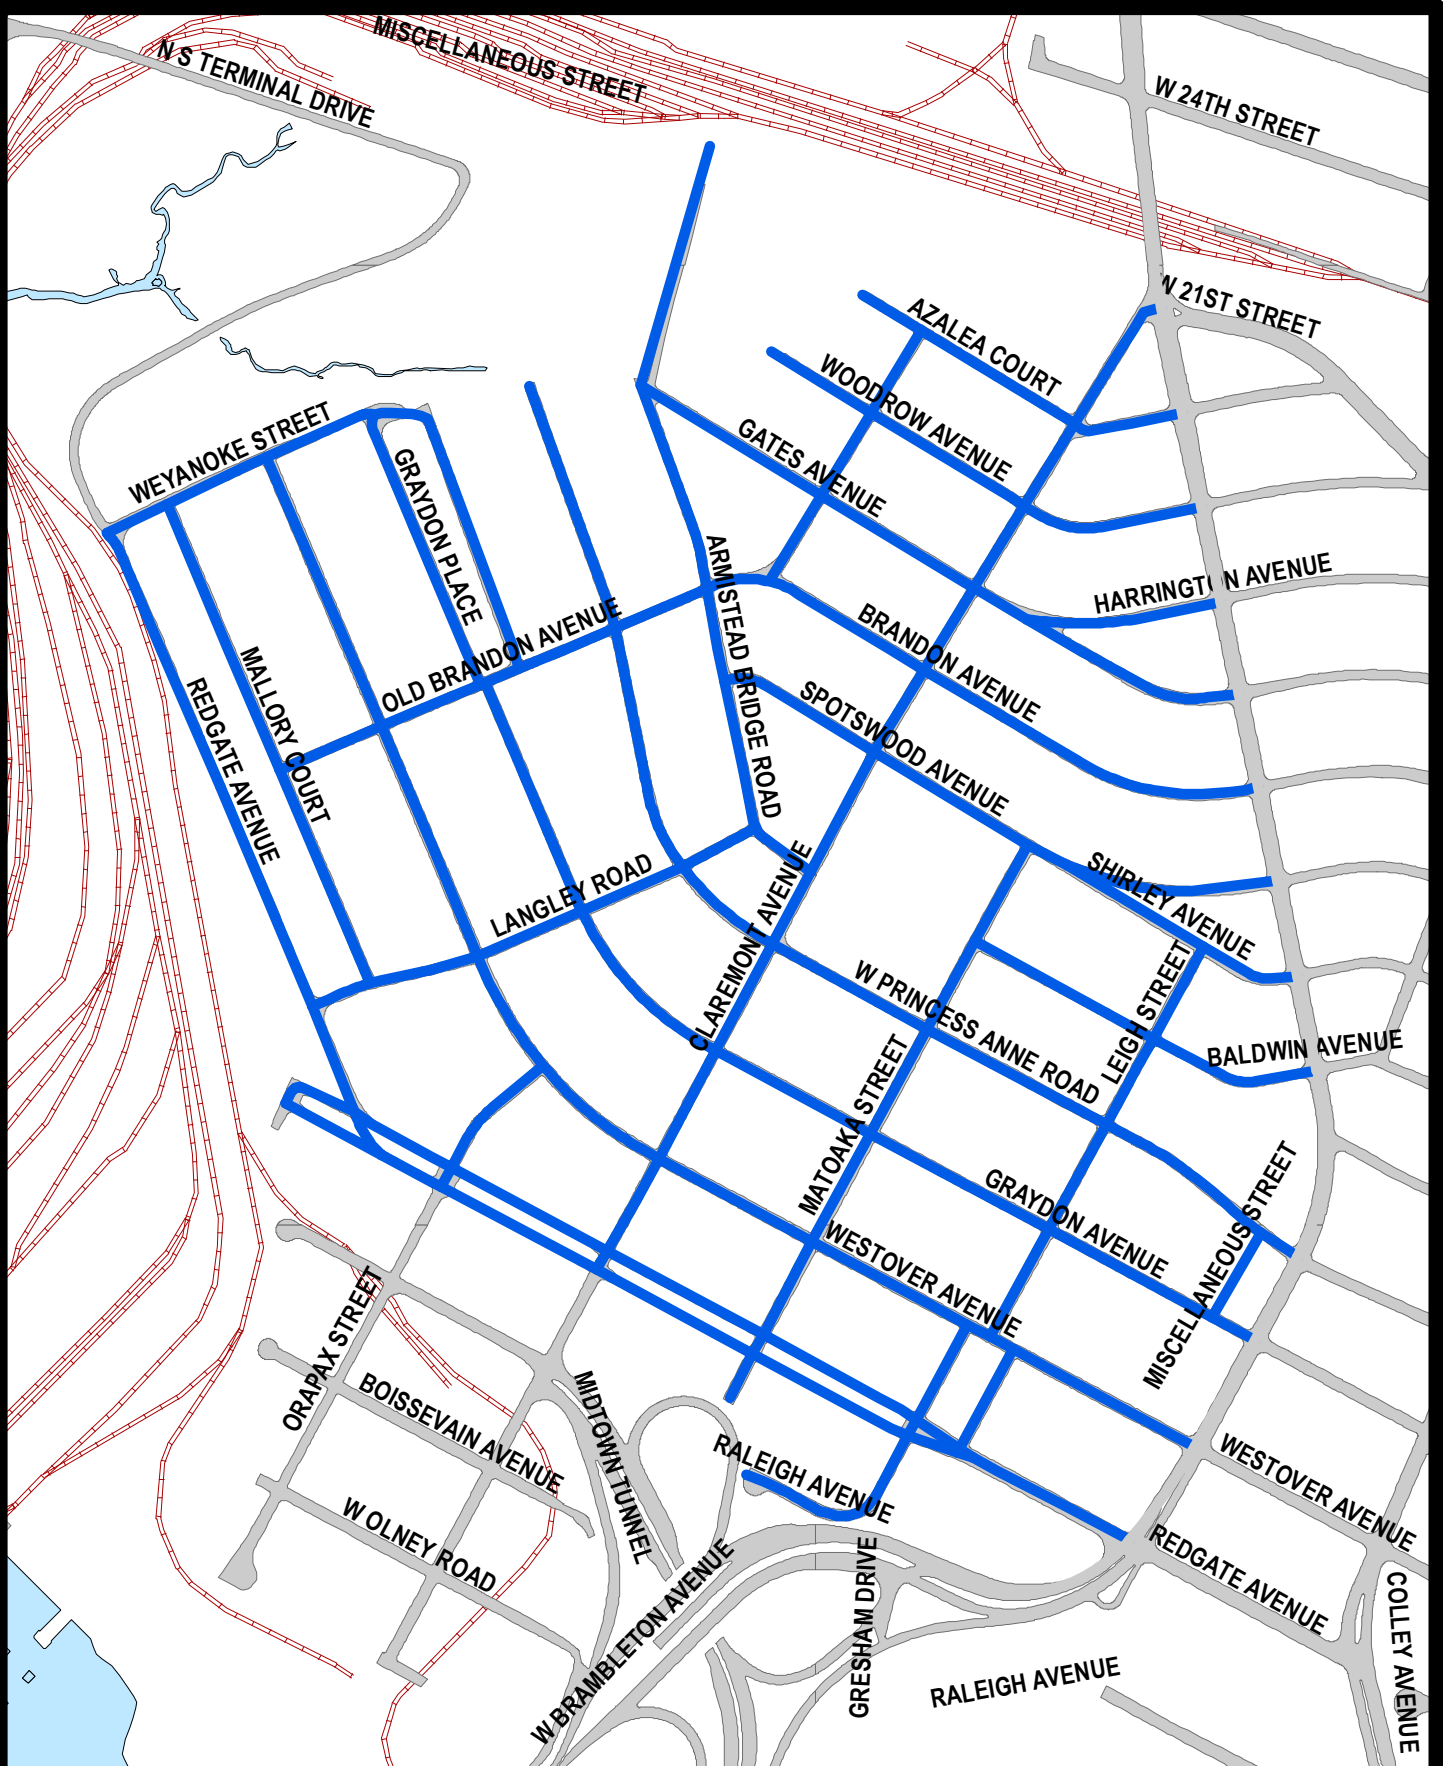 MISCELLANEOUS STREET
N S TERMINAL DRIVE
W 24TH STREET
W 21ST STREET
AZALEA COURT
WOODROW AVENUE
GATES AVENUE
WEYANOKE STREET
GRAYDON PLACE
ARMISTEAD BRIDGE ROAD
HARRINGTON AVENUE
BRANDON AVENUE
OLD BRANDON AVENUE
MALLORY COURT
REDGATE AVENUE
SPOTSWOOD AVENUE
SHIRLEY AVENUE
LANGLEY ROAD
CLAREMONT AVENUE
W PRINCESS ANNE ROAD
LEIGH STREET
BALDWIN AVENUE
MATOAKA STREET
GRAYDON AVENUE
MISCELLANEOUS STREET
WESTOVER AVENUE
ORAPAX STREET
BOISSEVAIN AVENUE
MIDTOWN TUNNEL
RALEIGH AVENUE
WESTOVER AVENUE
W OLNEY ROAD
REDGATE AVENUE
W BRAMBLETON AVENUE
GRESHAM DRIVE
COLLEY AVENUE
RALEIGH AVENUE